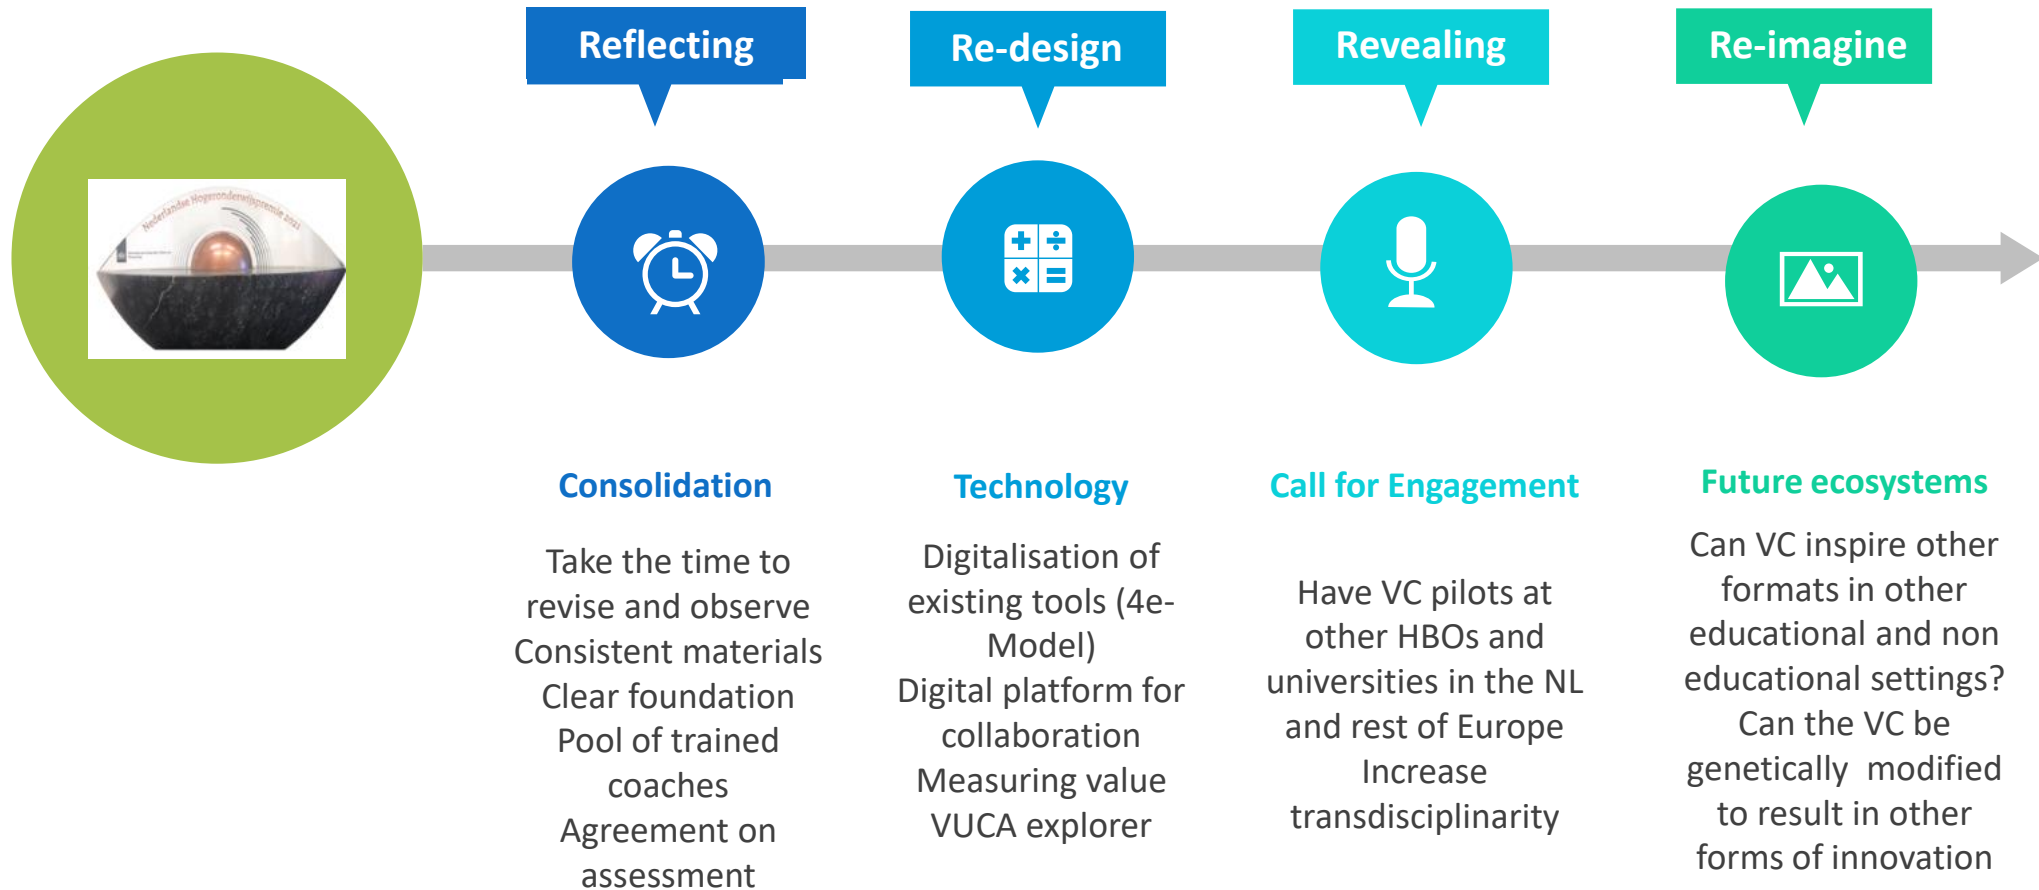 Reflecting
Re-design
Revealing
Re-imagine
Nederlandse Hogeronderwijspremie 2021
Consolidation
Take the time to
revise and observe
Consistent materials
Clear foundation
Pool of trained
coaches
Agreement on
assessment
Technology
Digitalisation of
existing tools (4e-
Model)
Digital platform for
collaboration
Measuring value
VUCA explorer
Call for Engagement
Have VC pilots at
other HBOs and
universities in the NL
and rest of Europe
Increase
transdisciplinarity
Future ecosystems
Can VC inspire other
formats in other
educational and non
educational settings?
Can the VC be
genetically  modified
to result in other
forms of innovation